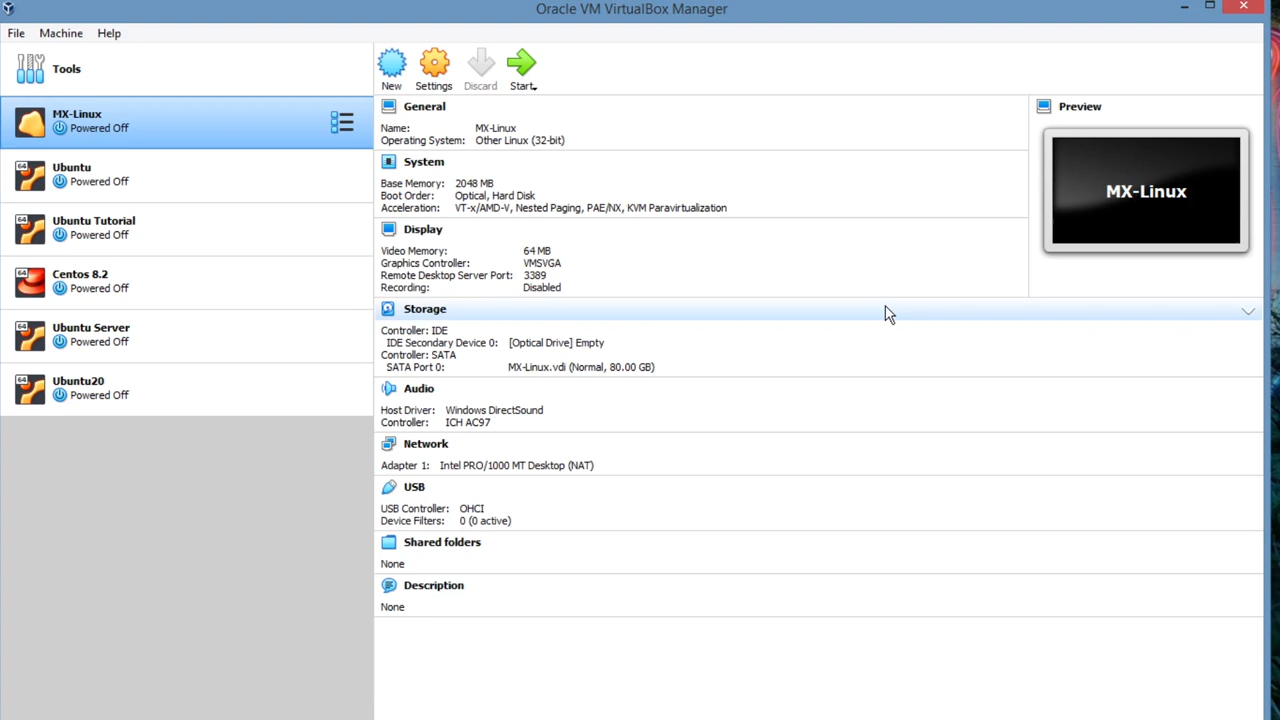 Oracle VM VirtualBox Manager
File Machine Help
Tools
New Settings Discard Start
MX-Linux
Powered Off
64 Ubuntu
Powered Off
64 Ubuntu Tutorial
Powered Off
64 Centos 8.2
Powered Off
64 Ubuntu Server
Powered Off
64 Ubuntu20
Powered Off
General
Name: MX-Linux
Operating System: Other Linux (32-bit)
System
Base Memory: 2048 MB
Boot Order: Optical, Hard Disk
Acceleration: VT-x/AMD-V, Nested Paging, PAE/NX, KVM Paravirtualization
Display
Video Memory: 64 MB
Graphics Controller: VMSVGA
Remote Desktop Server Port: 3389
Recording: Disabled
Preview
MX-Linux
Storage
Controller: IDE
IDE Secondary Device 0: [Optical Drive] Empty
Controller: SATA
SATA Port 0: MX-Linux.vdi (Normal, 80.00 GB)
Audio
Host Driver: Windows DirectSound
Controller: ICH AC97
Network
Adapter 1: Intel PRO/1000 MT Desktop (NAT)
USB
USB Controller: OHCI
Device Filters: 0 (0 active)
Shared folders
None
Description
None